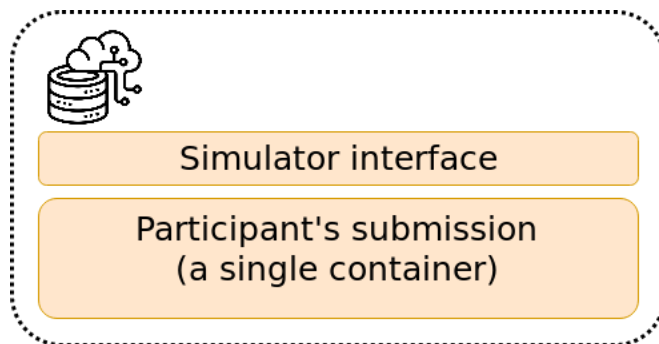 Simulator interface
Participant's submission
(a single container)